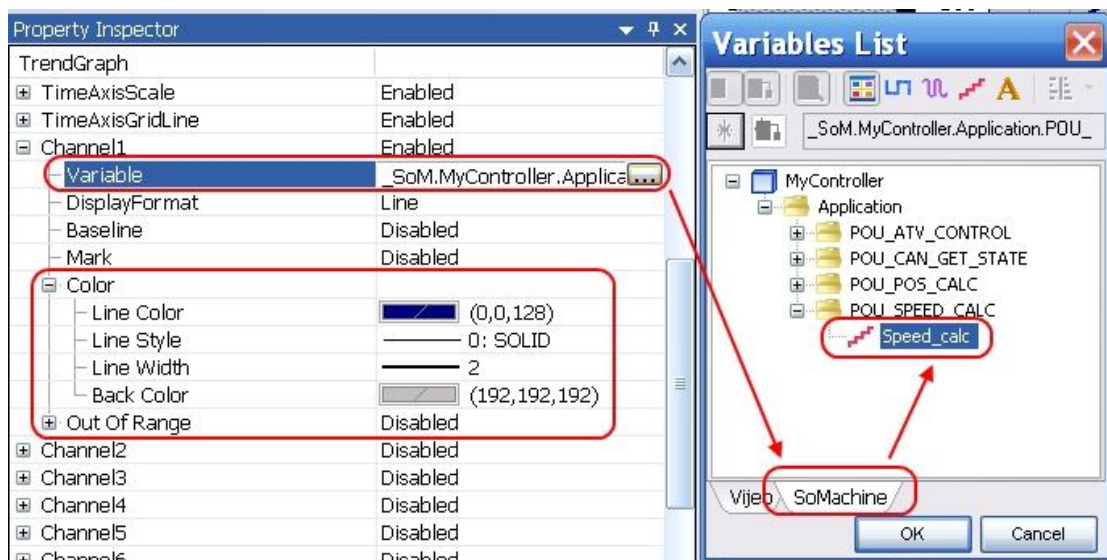 Property Inspector
TrendGraph
TimeAxisScale Enabled
TimeAxisGridLine Enabled
Channel1 Enabled
Variable _SoM.MyController.Applica ...
DisplayFormat Line
Baseline Disabled
Mark Disabled
Color
Line Color (0,0,128)
Line Style 0: SOLID
Line Width 2
Back Color (192,192,192)
Out Of Range Disabled
Channel2 Disabled
Channel3 Disabled
Channel4 Disabled
Channel5 Disabled
Channel6 Disabled
Variables List
A
_SoM.MyController.Application.POU_
MyController
Application
POU_ATV_CONTROL
POU_CAN_GET_STATE
POU_POS_CALC
POU_SPEED_CALC
Speed_calc
Vijeo SoMachine
OK Cancel